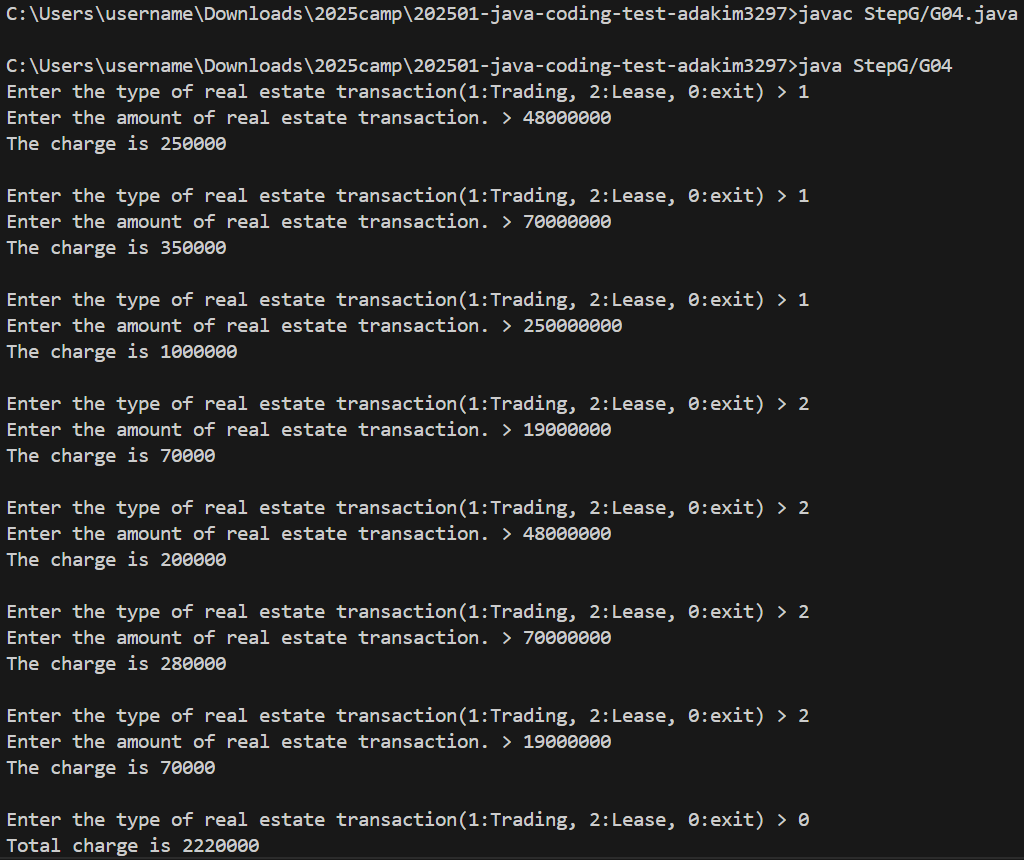 C:\Users\username\Downloads\2025camp\202501-java-coding-test-adakim3297>javac StepG/G04.java
C:\Users\username\Downloads\2025camp\202501-java-coding-test-adakim3297>java StepG/G04
Enter the type of real estate transaction(1:Trading, 2:Lease, 0:exit) > 1
Enter the amount of real estate transaction. > 48000000
The charge is 250000
Enter the type of real estate transaction(1:Trading, 2:Lease, 0:exit) > 1
Enter the amount of real estate transaction. > 70000000
The charge is 350000
Enter the type of real estate transaction(1:Trading, 2:Lease, 0:exit) > 1
Enter the amount of real estate transaction. > 250000000
The charge is 1000000
Enter the type of real estate transaction(1:Trading, 2:Lease, 0:exit) > 2
Enter the amount of real estate transaction. > 19000000
The charge is 70000
Enter the type of real estate transaction(1:Trading, 2:Lease, 0:exit) > 2
Enter the amount of real estate transaction. > 48000000
The charge is 200000
Enter the type of real estate transaction(1:Trading, 2:Lease, 0:exit) > 2
Enter the amount of real estate transaction. > 70000000
The charge is 280000
Enter the type of real estate transaction(1:Trading, 2:Lease, 0:exit) > 2
Enter the amount of real estate transaction. > 19000000
The charge is 70000
Enter the type of real estate transaction(1:Trading, 2:Lease, 0:exit) > 0
Total charge is 2220000